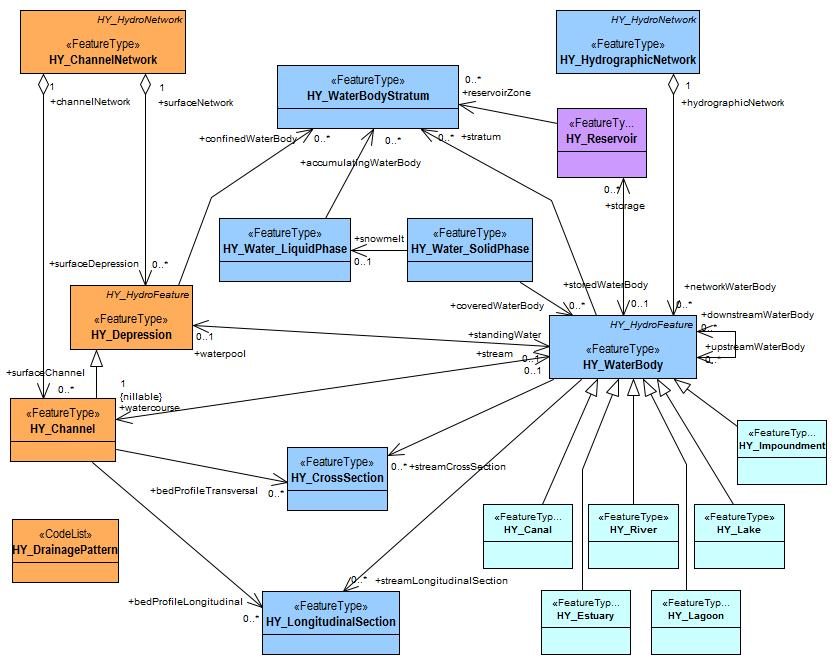 HY_HydroNetwork
«FeatureType»
HY_ChannelNetwork
HY_HydroNetwork
«FeatureType»
HY_HydrographicNetwork
«FeatureType»
HY_WaterBodyStratum
0..*
+reservoirZone
1
+channelNetwork
1
+surfaceNetwork
1
+hydrographicNetwork
«FeatureTy...
HY_Reservoir
+confinedWaterBody
0..*
0..*
0..*
+stratum
+accumulatingWaterBody
0..1
+storage
«FeatureType»
HY_Water_LiquidPhase
+snowmelt
0..1
«FeatureType»
HY_Water_SolidPhase
+surfaceDepression
0..*
+storedWaterBody
0..1
+networkWaterBody
0..*
+coveredWaterBody
0..*
HY_HydroFeature
«FeatureType»
HY_Depression
0..1
+waterpool
+standingWater
0..1
+stream
0..1
HY_HydroFeature
«FeatureType»
HY_WaterBody
+downstreamWaterBody
0..*
+upstreamWaterBody
0..*
+surfaceChannel
0..*
1
{nillable}
+watercourse
«FeatureType»
HY_Channel
«FeatureTyp...
HY_Impoundment
«FeatureType»
HY_CrossSection
0..*
+streamCrossSection
+bedProfileTransversal
0..*
«FeatureTyp...
HY_Canal
«FeatureTyp...
HY_River
«FeatureTyp...
HY_Lake
«CodeList»
HY_DrainagePattern
0..*
+streamLongitudinalSection
+bedProfileLongitudinal
0..*
«FeatureType»
HY_LongitudinalSection
«FeatureTyp...
HY_Estuary
«FeatureTyp...
HY_Lagoon